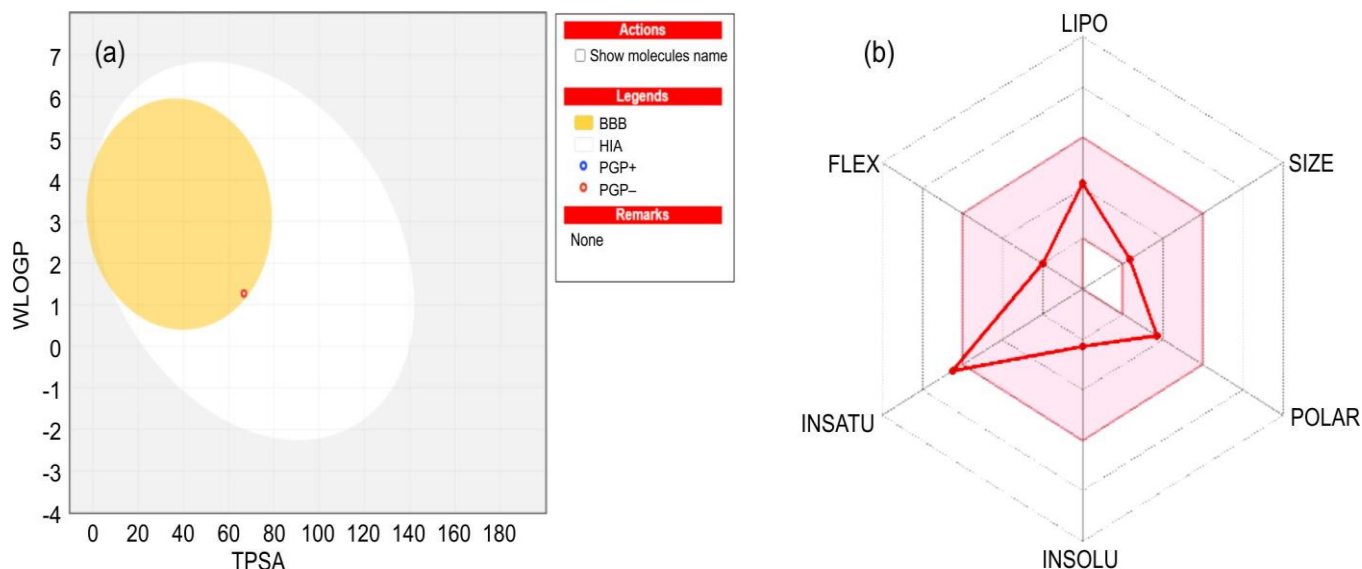 (a)
WLOGP
7
6
5
4
3
2
1
0
-1
-2
-3
-4
0 20 40 60 80 100 120 140 160 180
TPSA
Actions
Show molecules name
Legends
BBB
HIA
PGP+
PGP–
Remarks
None
(b)
LIPO
FLEX
SIZE
INSATU
POLAR
INSOLU